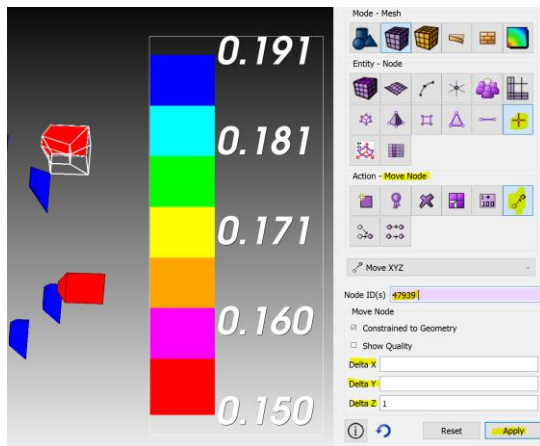 0.191
0.181
0.171
0.160
0.150
Mode - Mesh
Entity - Node
Action - Move Node
Move XYZ
Node ID(s) 47939
Move Node
Constrained to Geometry
Show Quality
Delta X
Delta Y
Delta Z 1
Reset Apply